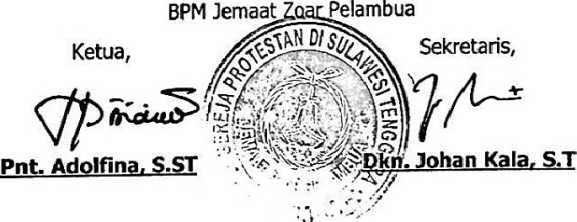 BPM Jemaat Zoar Pelambua
Ketua,
Sekretaris,
GEREJA PROTESTAN DI SULAWESI TENGGARA
Pnt. Adolfina, S.ST
Dkn. Johan Kala, S.T